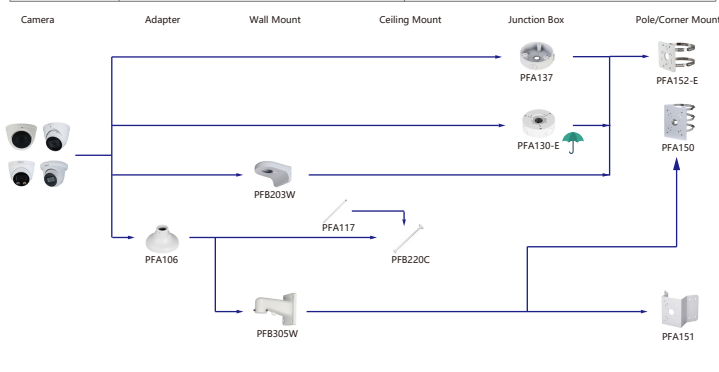 Camera Adapter Wall Mount Ceiling Mount Junction Box Pole/Corner Mount
PFA137
PFA152-E
PFA130-E
PFA150
PFB203W
PFA117
PFA106
PFB220C
PFB305W
PFA151